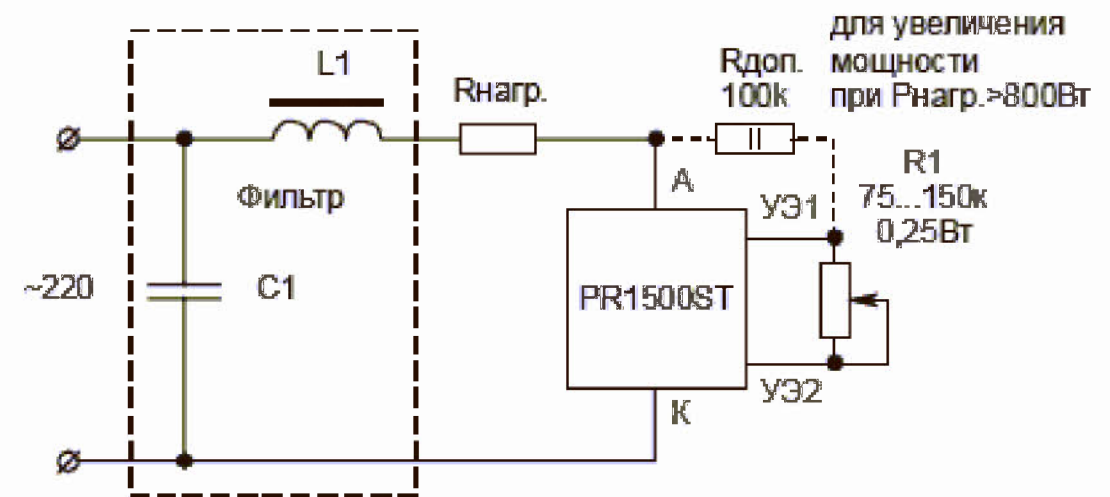 для увеличения
мощности
при Рнагр.>800Вт
Rдоп.
100k
L1
Rнагр.
R1
75...150к
0,25Вт
А
УЭ1
Фильтр
~220
C1
PR1500ST
УЭ2
К